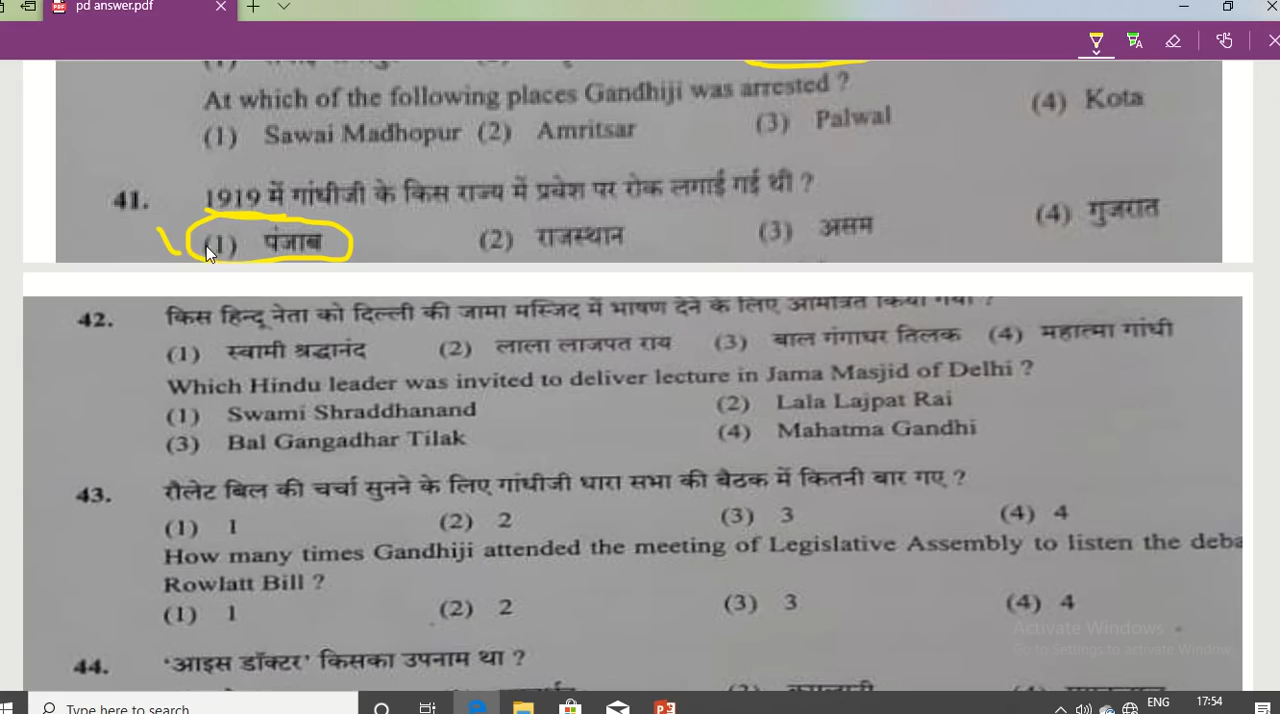 pd answer.pdf
At which of the following places Gandhiji was arrested ?
(1) Sawai Madhopur (2) Amritsar (3) Palwal (4) Kota
41. 1919 में गांधीजी के किस राज्य में प्रवेश पर रोक लगाई गई थी ?
(1) पंजाब (2) राजस्थान (3) असम (4) गुजरात
42. किस हिन्दू नेता को दिल्ली की जामा मस्जिद में भाषण देने के लिए आमंत्रित किया गया ?
(1) स्वामी श्रद्धानंद (2) लाला लाजपत राय (3) बाल गंगाधर तिलक (4) महात्मा गांधी
Which Hindu leader was invited to deliver lecture in Jama Masjid of Delhi ?
(1) Swami Shraddhanand (2) Lala Lajpat Rai
(3) Bal Gangadhar Tilak (4) Mahatma Gandhi
43. रौलेट बिल की चर्चा सुनने के लिए गांधीजी धारा सभा की बैठक में कितनी बार गए ?
(1) 1 (2) 2 (3) 3 (4) 4
How many times Gandhiji attended the meeting of Legislative Assembly to listen the deba
Rowlatt Bill ?
(1) 1 (2) 2 (3) 3 (4) 4
Activate Windows
Go to Settings to activate Windows.
44. 'आइस डॉक्टर' किसका उपनाम था ?
Type here to search
ENG 17:54